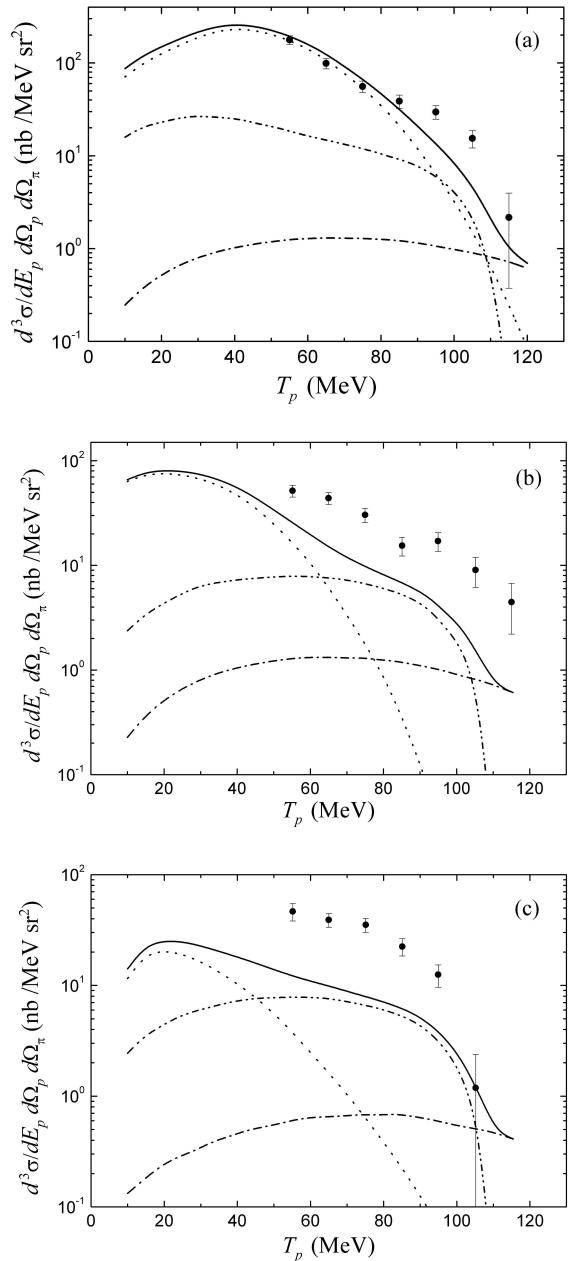 (a)
d³σ/dE_p dΩ_p dΩ_π (nb /MeV sr²)
10²
10¹
10⁰
10⁻¹
0 20 40 60 80 100 120
T_p (MeV)
(b)
d³σ/dE_p dΩ_p dΩ_π (nb /MeV sr²)
10²
10¹
10⁰
10⁻¹
0 20 40 60 80 100 120
T_p (MeV)
(c)
d³σ/dE_p dΩ_p dΩ_π (nb /MeV sr²)
10²
10¹
10⁰
10⁻¹
0 20 40 60 80 100 120
T_p (MeV)